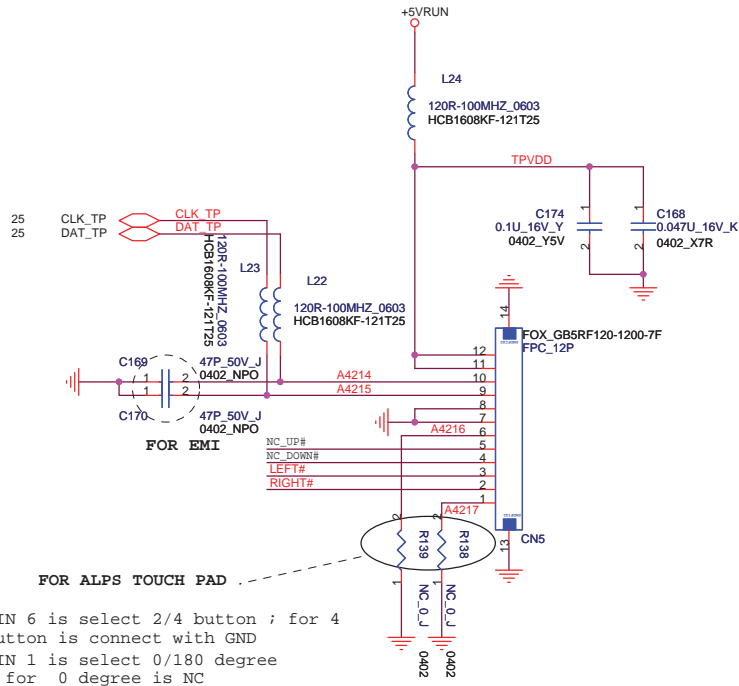 +5VRUN
L24
120R-100MHZ_0603
HCB1608KF-121T25
TPVDD
25 CLK_TP CLK_TP
25 DAT_TP DAT_TP
C174
0.1U_16V_Y
0402_Y5V
1
2
C168
0.047U_16V_K
0402_X7R
1
2
120R-100MHZ_0603
HCB1608KF-121T25
L23
L22
120R-100MHZ_0603
HCB1608KF-121T25
14
FOX_GB5RF120-1200-7F
FPC_12P
12
11
C169 1 2 47P_50V_J
0402_NPO
A4214 10
A4215 9
C170 1 2 47P_50V_J
0402_NPO
FOR EMI
8
7
A4216 6
NC_UP# 5
NC_DOWN# 4
LEFT# 3
RIGHT# 2
A4217 1
13
CN5
2
R139
1
NC_0_J
0402
2
R138
1
NC_0_J
0402
FOR ALPS TOUCH PAD
IN 6 is select 2/4 button ; for 4
utton is connect with GND
IN 1 is select 0/180 degree
for 0 degree is NC